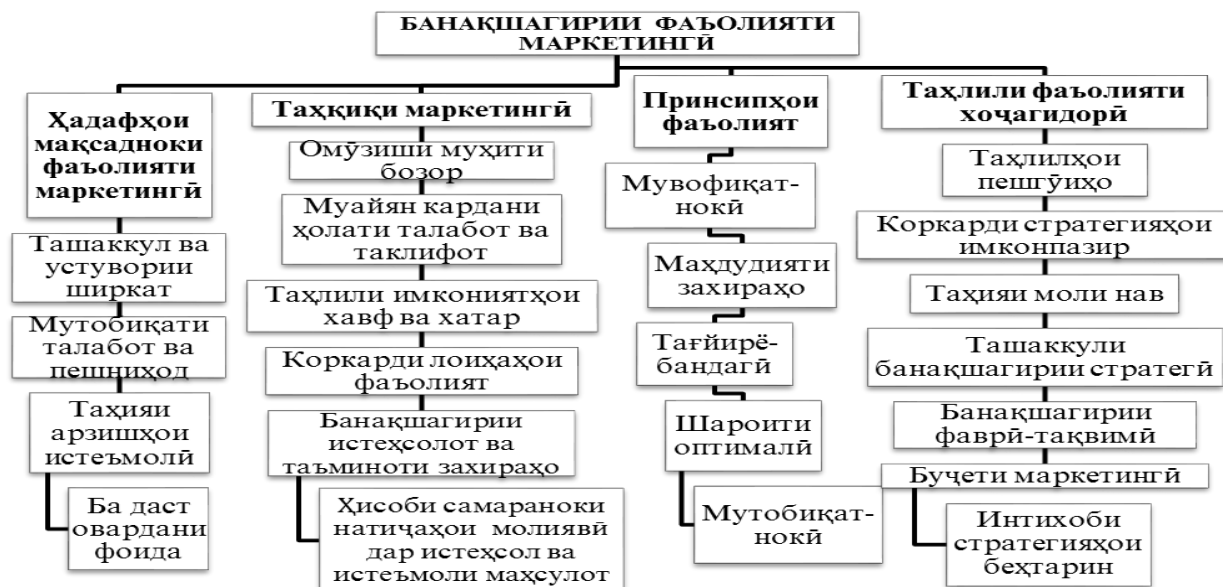 БАНАҚШАГИРИИ ФАЪОЛИЯТИ
МАРКЕТИНГӢ
Ҳадафҳои
мақсадноки
фаъолияти
маркетингӣ
Ташаккул ва
устувории
ширкат
Мутобиқати
талабот ва
пешниҳод
Таҳияи
арзишҳои
истеъмолӣ
Ба даст
овардани
фоида
Таҳқиқи маркетингӣ
Омӯзиши муҳити
бозор
Муайян кардани
ҳолати талабот ва
таклифот
Таҳлили имкониятҳои
хавф ва хатар
Коркарди лоиҳаҳои
фаъолият
Банақшагирии
истеҳсолот ва
таъминоти захираҳо
Ҳисоби самараноки
натиҷаҳои молиявӣ
дар истеҳсол ва
истеъмоли маҳсулот
Принсипҳои
фаъолият
Мувофиқат-
нокӣ
Маҳдудияти
захираҳо
Тағйирё-
бандагӣ
Шароити
оптималӣ
Мутобиқат-
нокӣ
Таҳлили фаъолияти
хоҷагидорӣ
Таҳлилҳои
пешгӯиҳо
Коркарди стратегияҳои
имконпазир
Таҳияи моли нав
Ташаккули
банақшагирии стратегӣ
Банақшагирии
фаврӣ-тақвимӣ
Буҷети маркетингӣ
Интихоби
стратегияҳои
беҳтарин